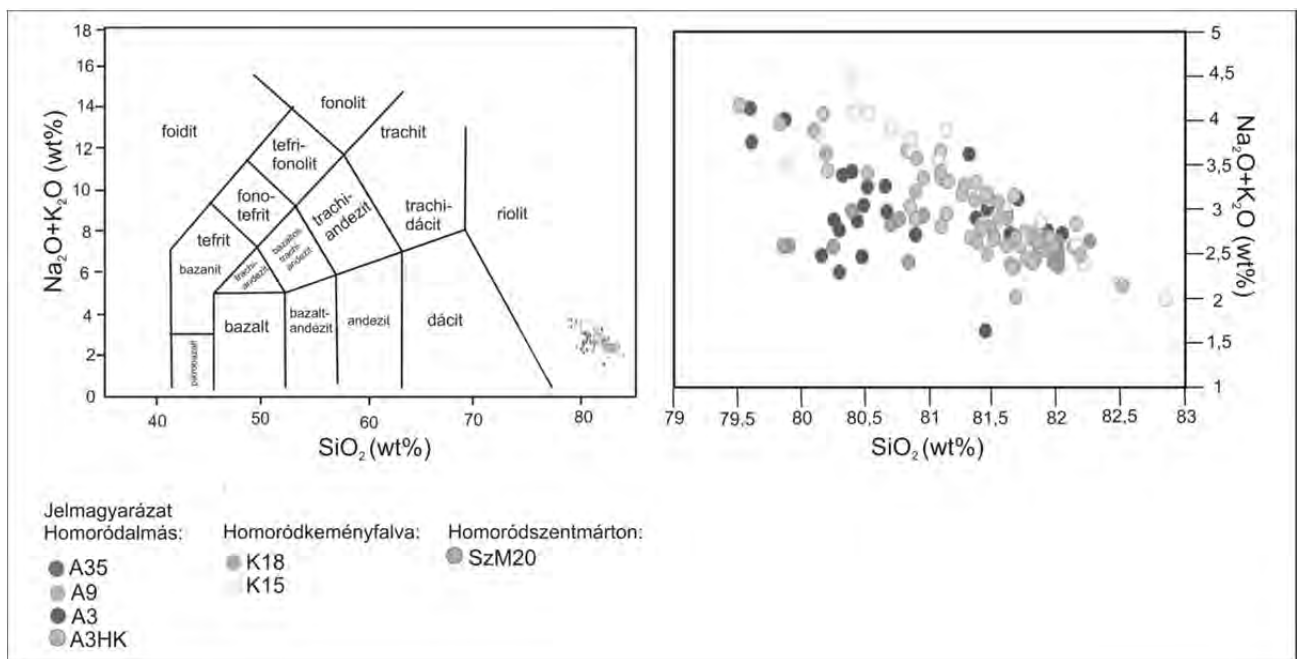 18
16
14
12
10
8
6
4
2
0
Na₂O+K₂O (wt%)
foidit
fonolit
trachit
tefri-
fonolit
fono-
tefrit
trachi-
andezit
trachi-
dácit
riolit
tefrit
bazaltos
trachi-
andezit
bazanit
trachi-
andezit
bazalt
bazalt-
andézit
andezit
dácit
pikrobazalt
40 50 60 70 80
SiO₂ (wt%)
5
4,5
4
3,5
3
2,5
2
1,5
1
Na₂O+K₂O (wt%)
79 79,5 80 80,5 81 81,5 82 82,5 83
SiO₂ (wt%)
Jelmagyarázat
Homoródalmás:
A35
A9
A3
A3HK
Homoródkeményfalva:
K18
K15
Homoródszentmárton:
SzM20